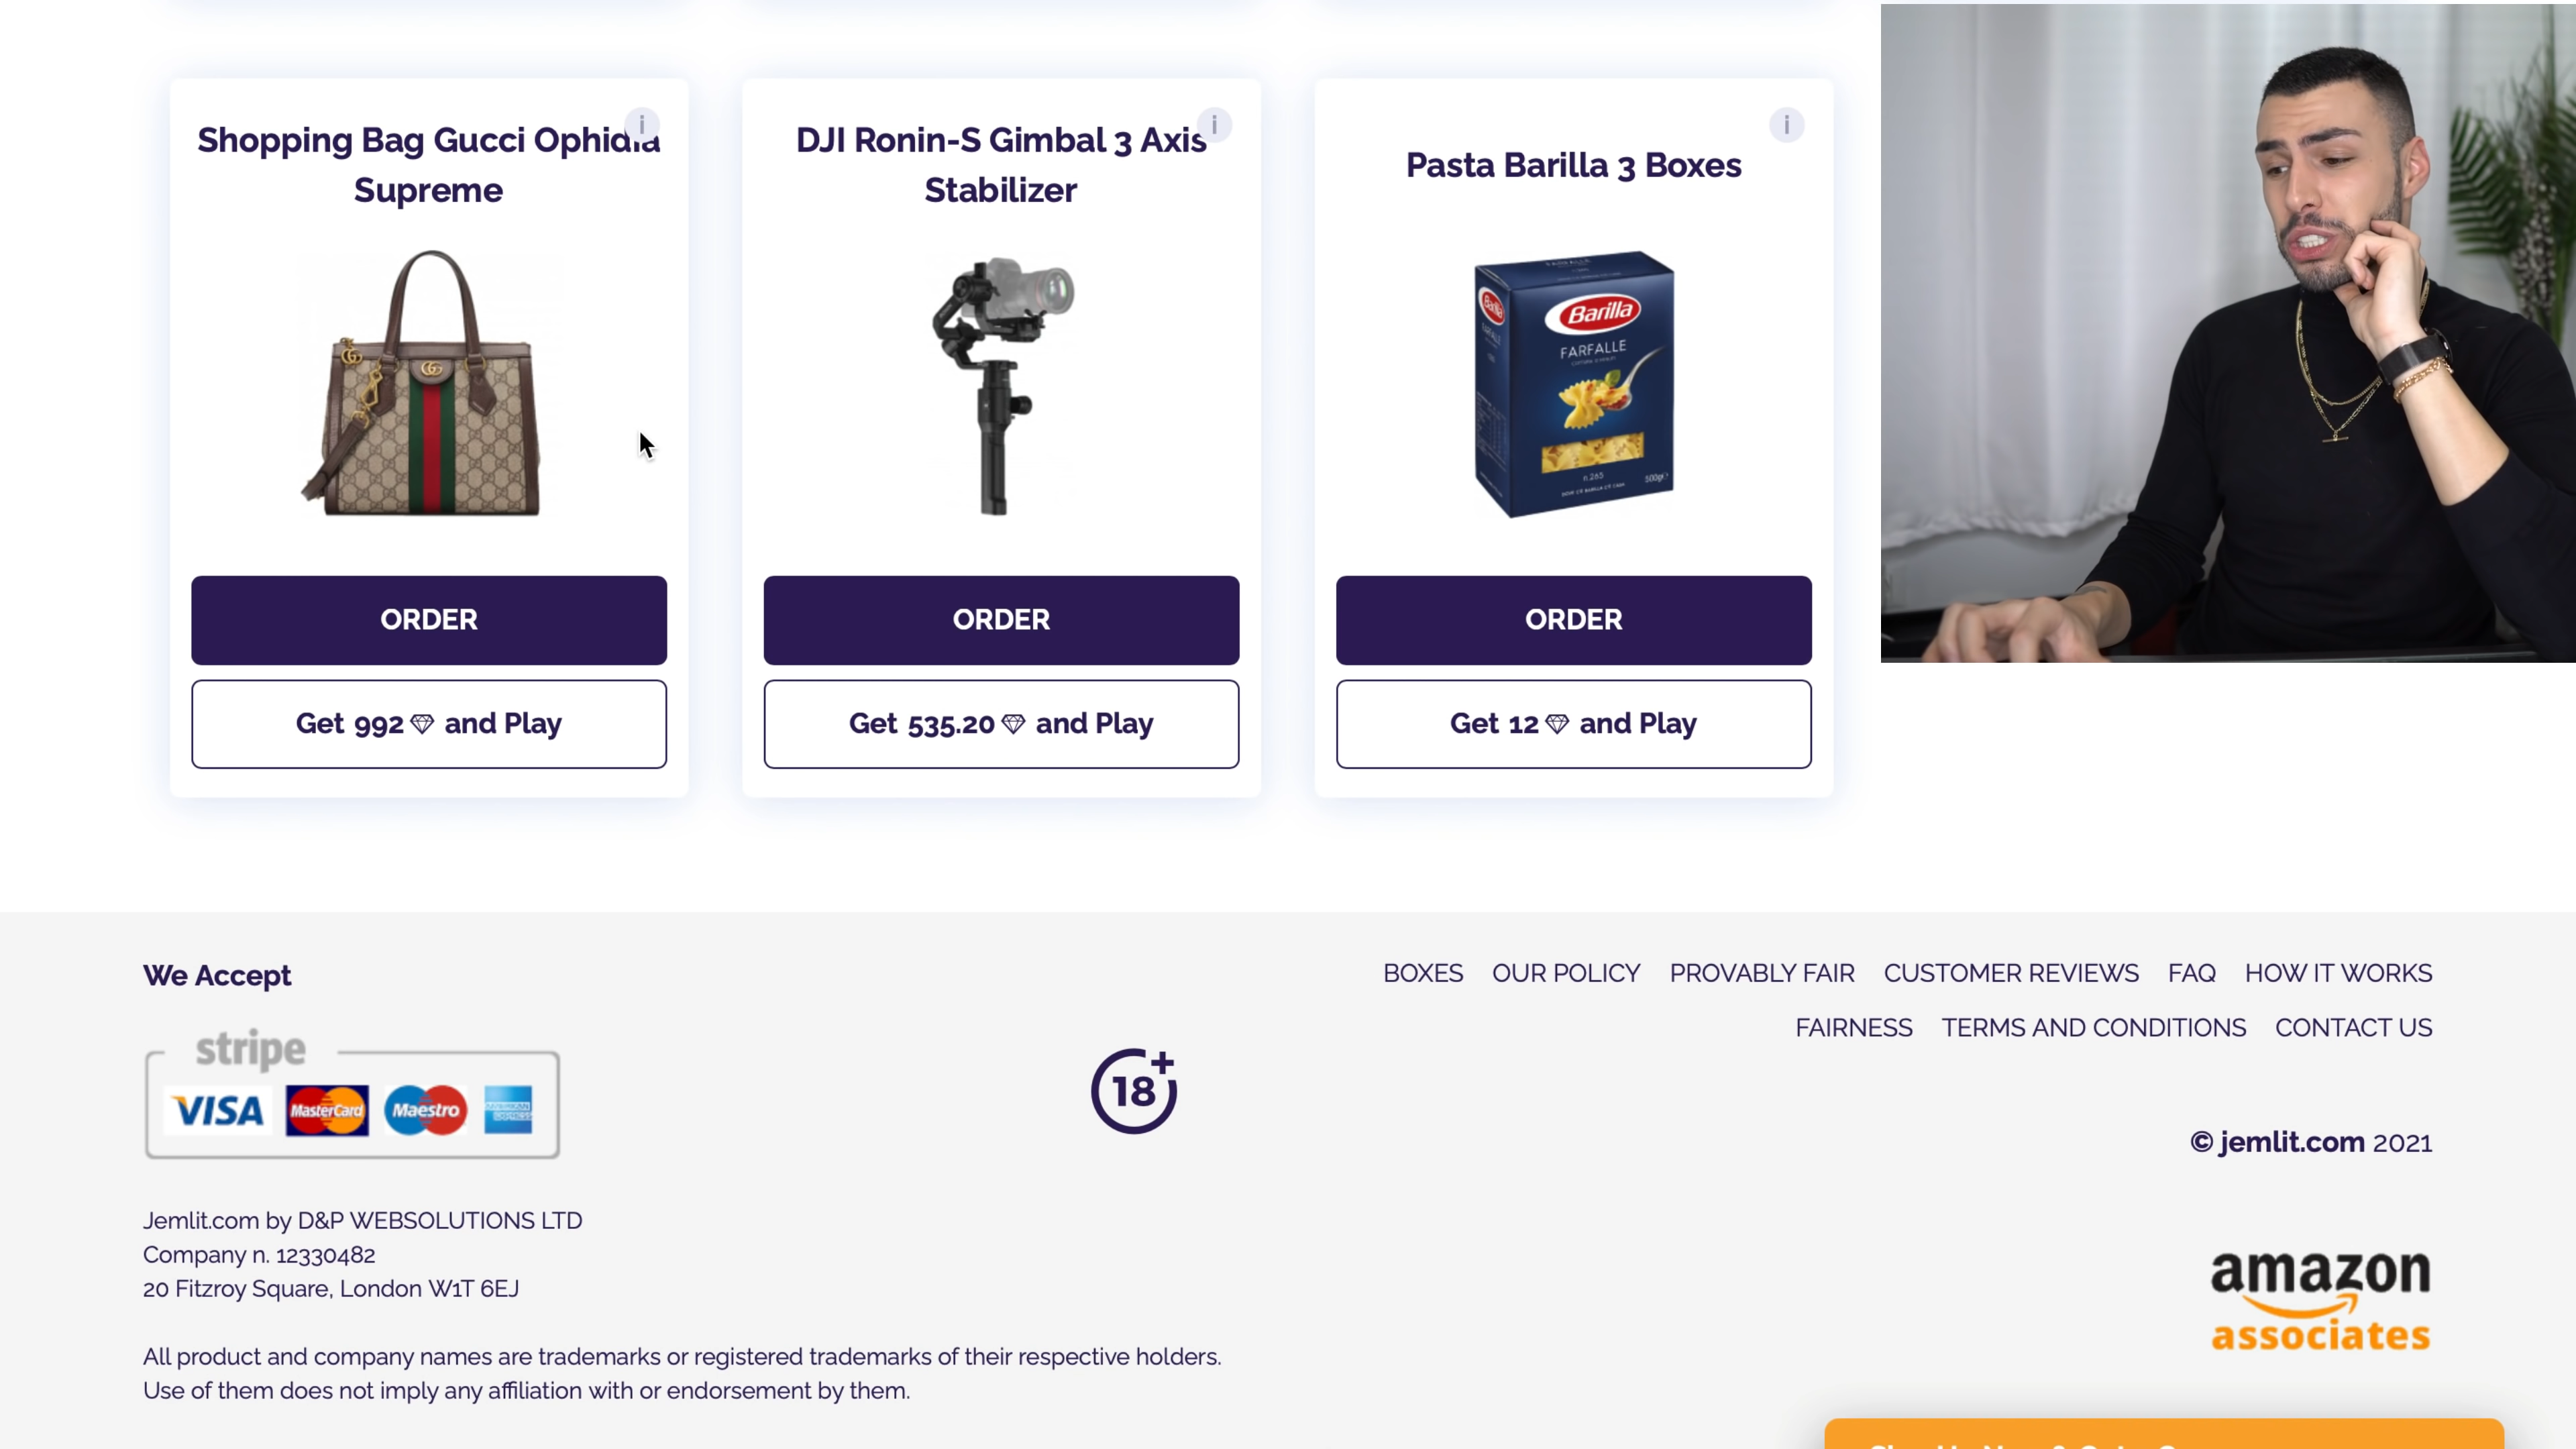 Shopping Bag Gucci Ophidia
Supreme
ORDER
Get 992 and Play
DJI Ronin-S Gimbal 3 Axis
Stabilizer
ORDER
Get 535.20 and Play
Pasta Barilla 3 Boxes
Barilla
Barilla
FARFALLE
n.265
500g
ORDER
Get 12 and Play
We Accept
stripe
VISA MasterCard Maestro AMERICAN EXPRESS
18+
BOXES OUR POLICY PROVABLY FAIR CUSTOMER REVIEWS FAQ HOW IT WORKS
FAIRNESS TERMS AND CONDITIONS CONTACT US
© jemlit.com 2021
Jemlit.com by D&P WEBSOLUTIONS LTD
Company n. 12330482
20 Fitzroy Square, London W1T 6EJ
All product and company names are trademarks or registered trademarks of their respective holders.
Use of them does not imply any affiliation with or endorsement by them.
amazon
associates